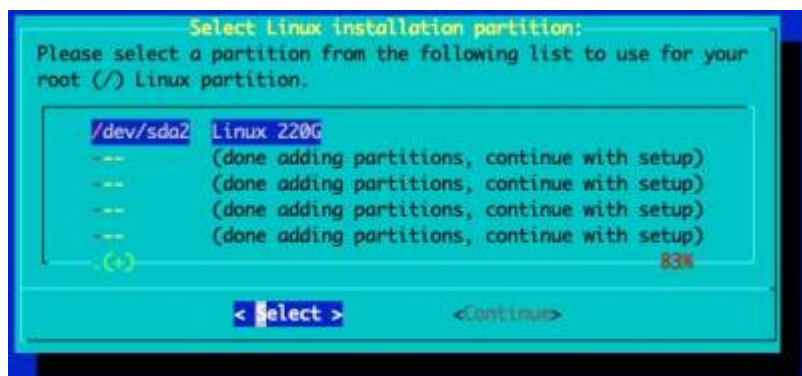 Select Linux installation partition:
Please select a partition from the following list to use for your
root (/) Linux partition.
/dev/sda2 Linux 220G
--- (done adding partitions, continue with setup)
--- (done adding partitions, continue with setup)
--- (done adding partitions, continue with setup)
--- (done adding partitions, continue with setup)
.(+) 83%
< Select > <Continue>